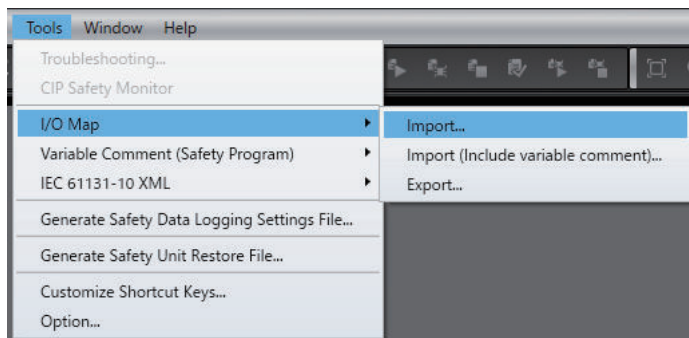 Tools Window Help
Troubleshooting...
CIP Safety Monitor
I/O Map
Import...
Variable Comment (Safety Program)
Import (Include variable comment)...
IEC 61131-10 XML
Export...
Generate Safety Data Logging Settings File...
Generate Safety Unit Restore File...
Customize Shortcut Keys...
Option...